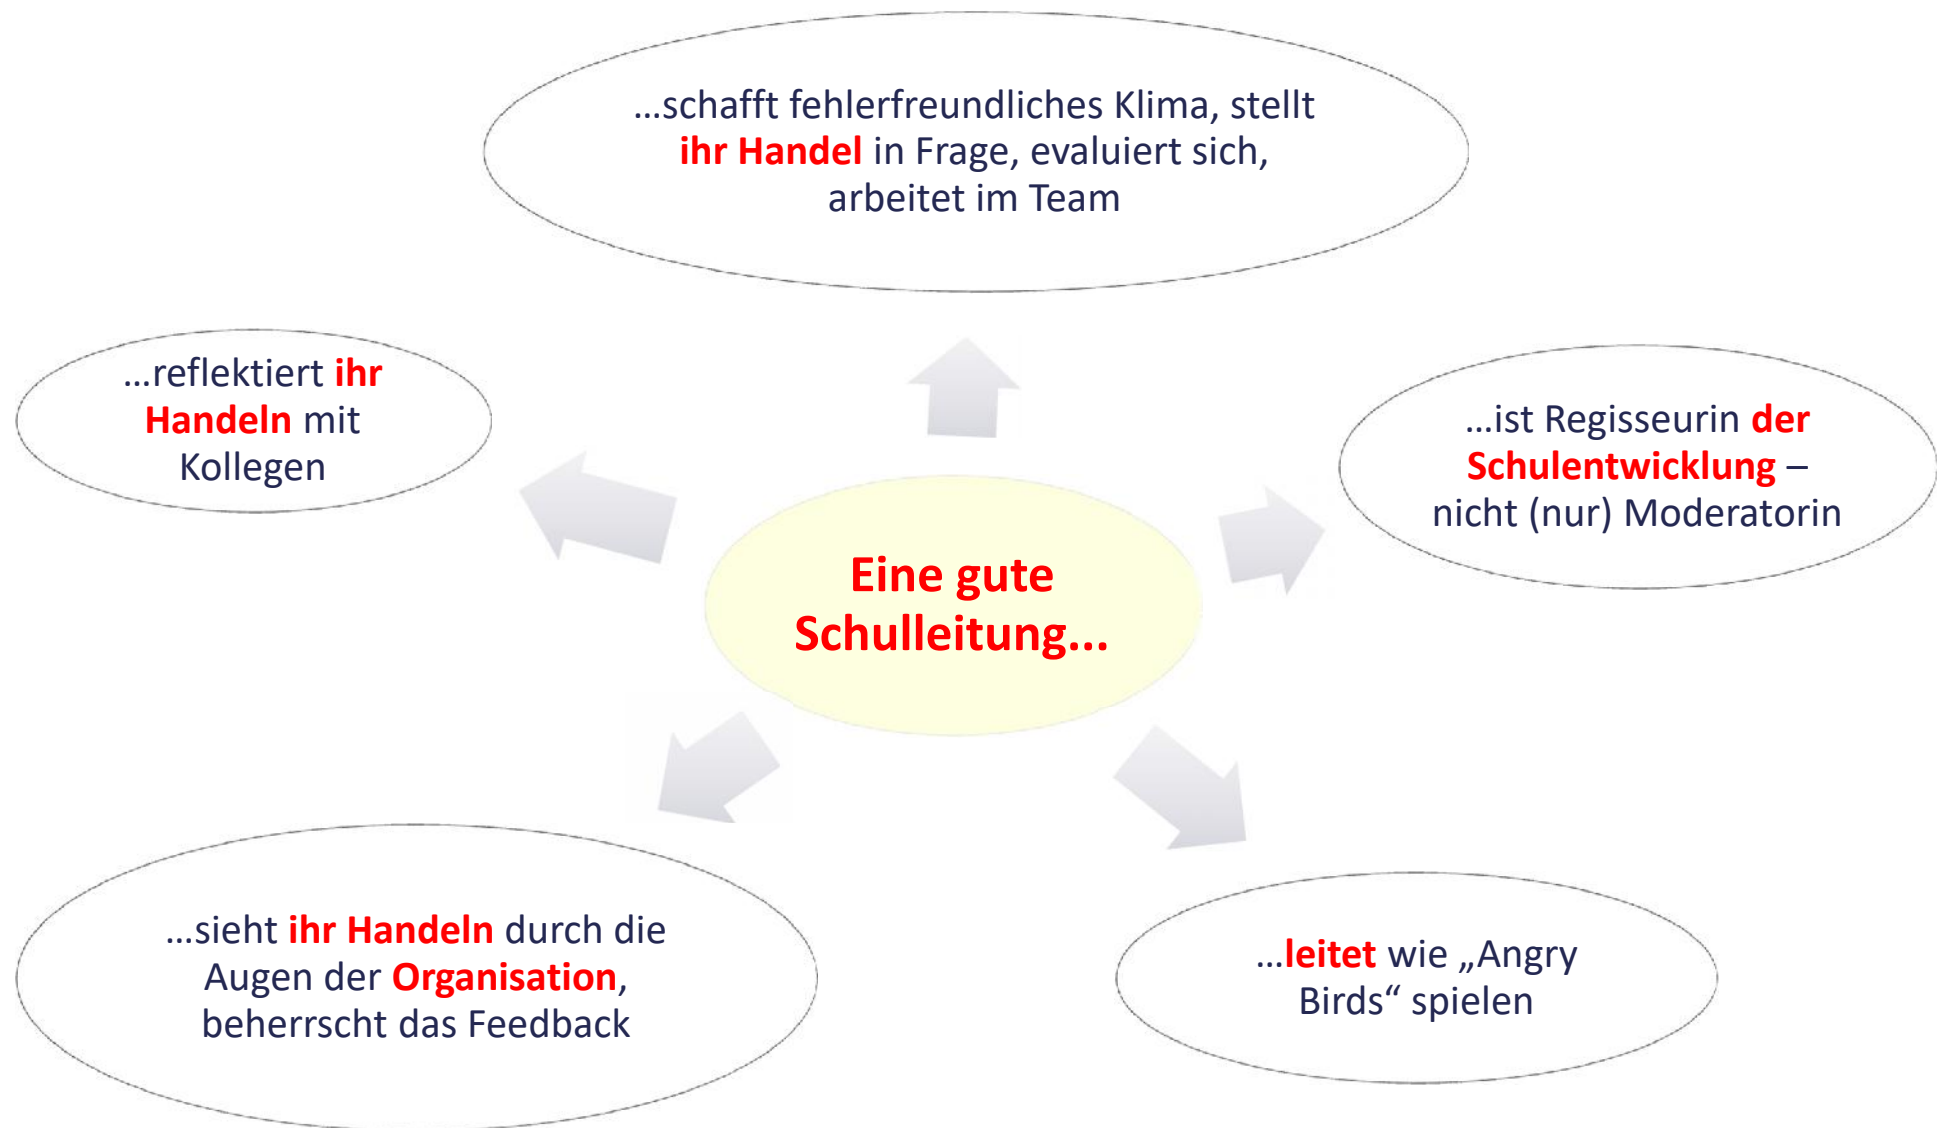 …schafft fehlerfreundliches Klima, stellt
ihr Handel in Frage, evaluiert sich,
arbeitet im Team
…reflektiert ihr
Handeln mit
Kollegen
…ist Regisseurin der
Schulentwicklung –
nicht (nur) Moderatorin
Eine gute
Schulleitung...
…sieht ihr Handeln durch die
Augen der Organisation,
beherrscht das Feedback
…leitet wie „Angry
Birds“ spielen